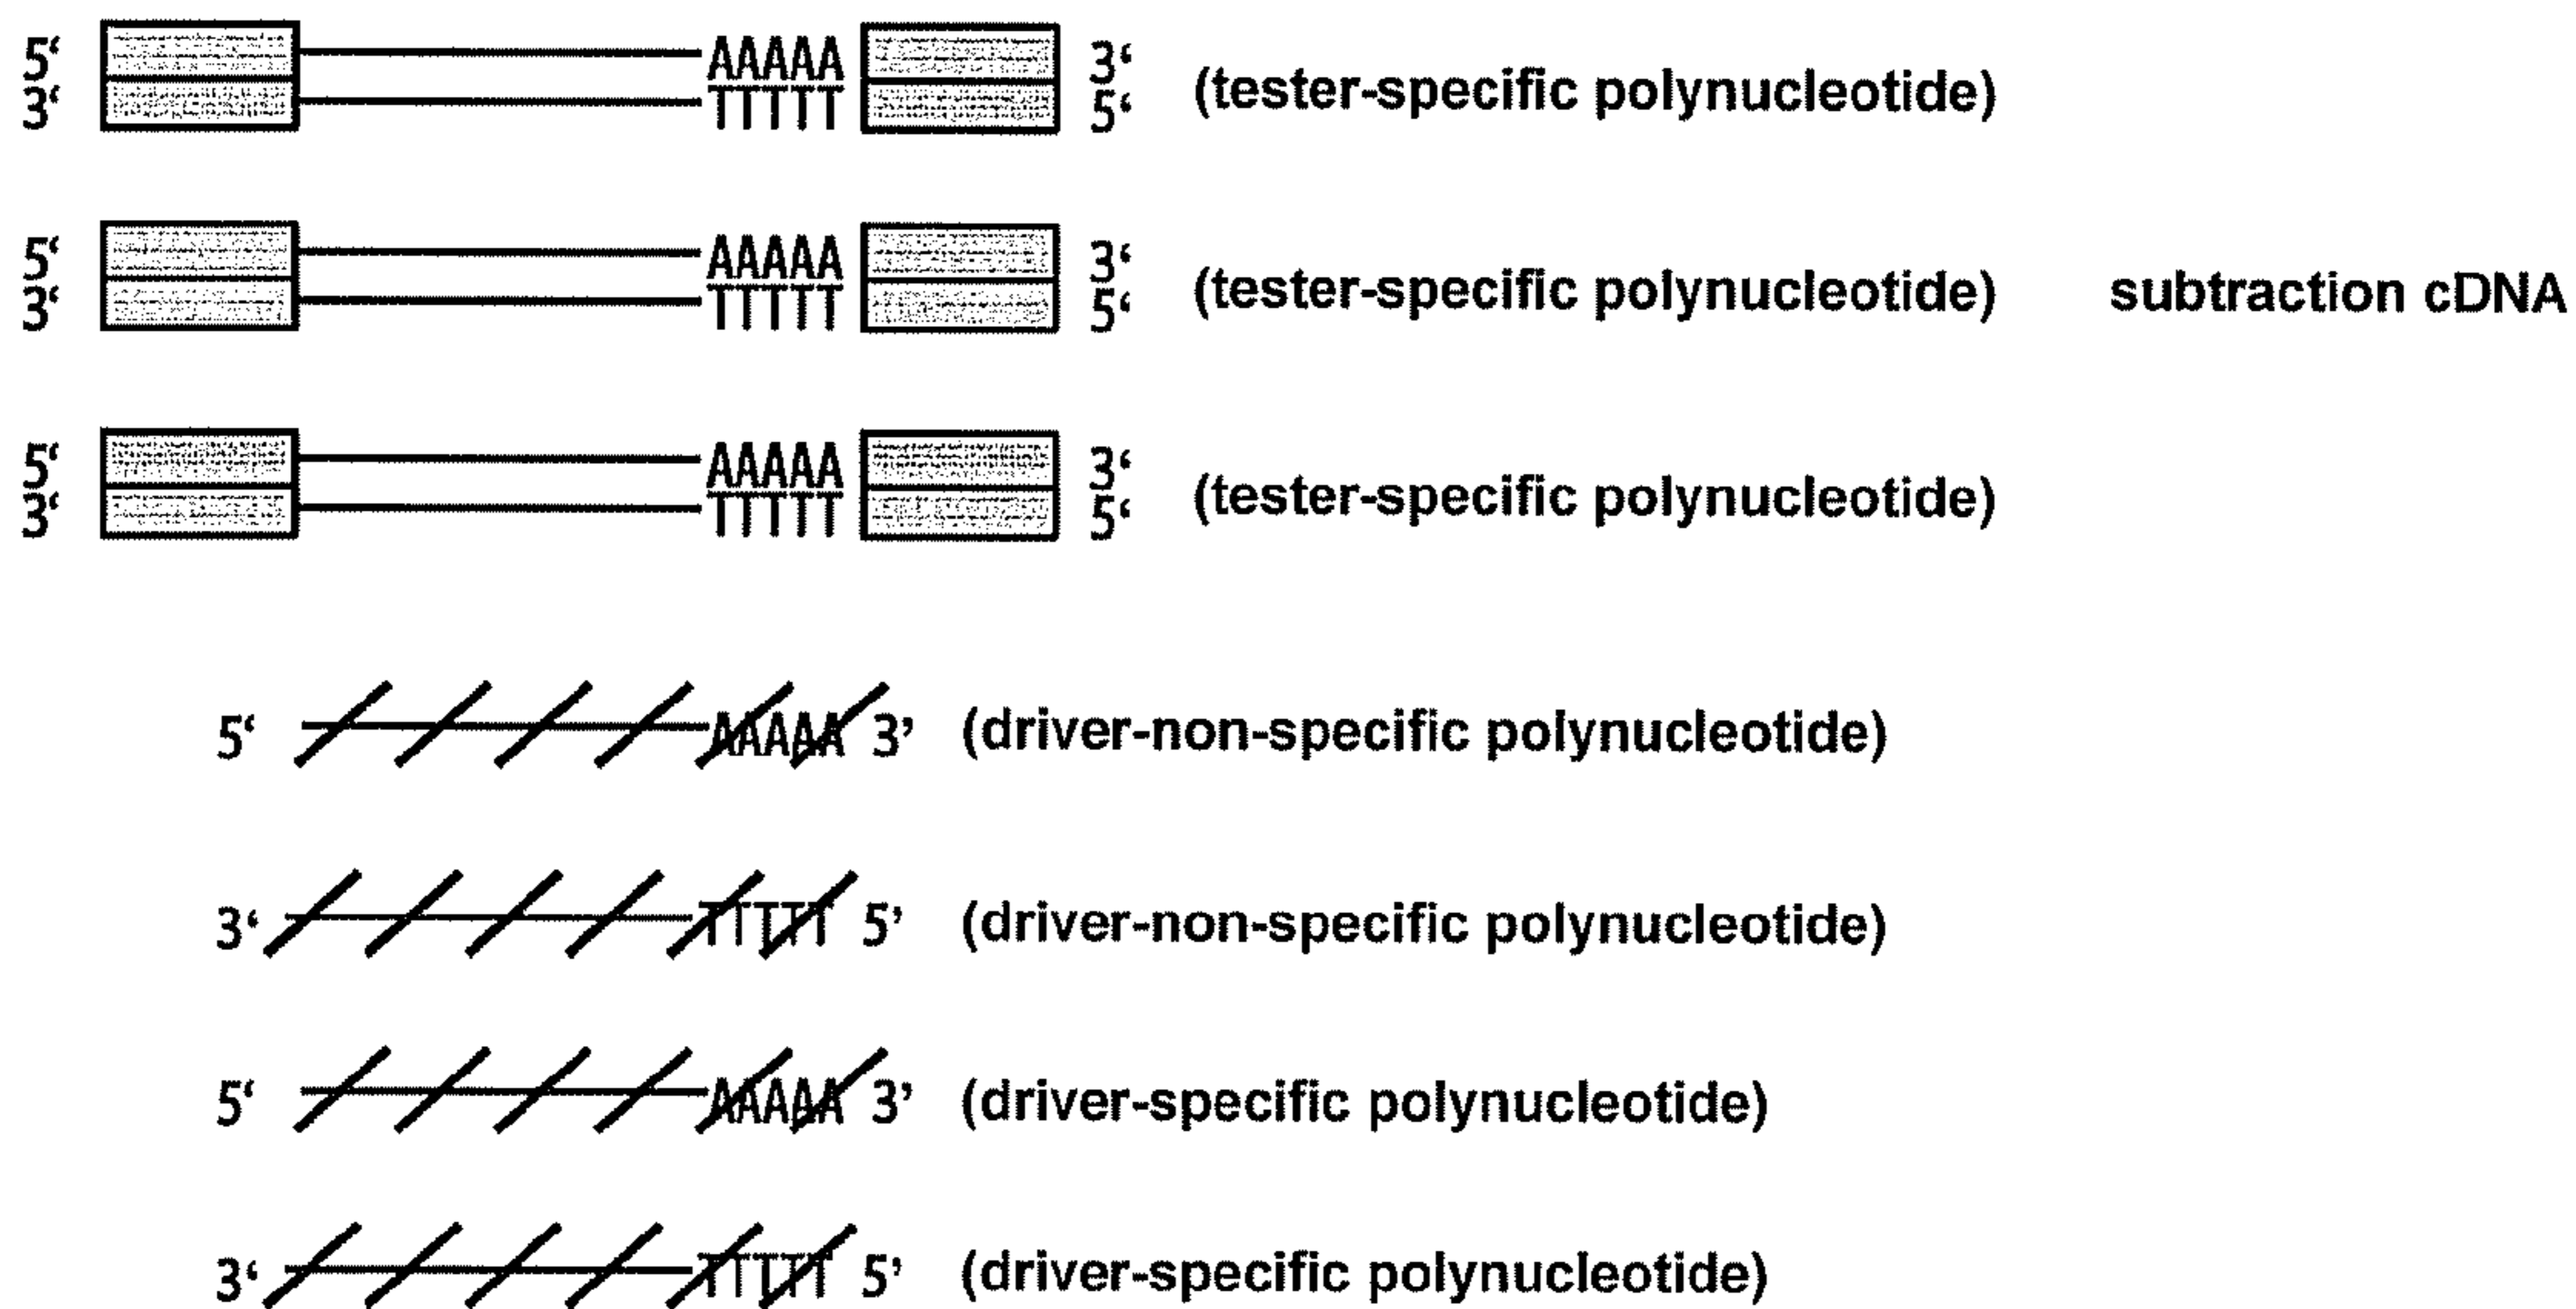 5‘ AAAAA 3‘
3‘ TTTTT 5‘ (tester-specific polynucleotide)
5‘ AAAAA 3‘
3‘ TTTTT 5‘ (tester-specific polynucleotide) subtraction cDNA
5‘ AAAAA 3‘
3‘ TTTTT 5‘ (tester-specific polynucleotide)
5‘ AAAAA 3’ (driver-non-specific polynucleotide)
3‘ TTTTT 5’ (driver-non-specific polynucleotide)
5‘ AAAAA 3’ (driver-specific polynucleotide)
3‘ TTTTT 5’ (driver-specific polynucleotide)